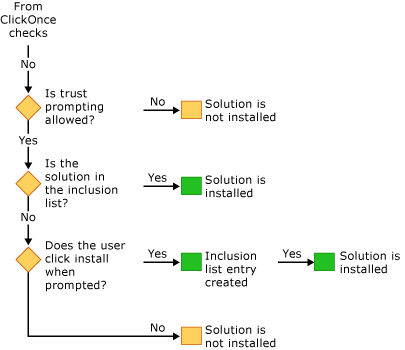 From
ClickOnce
checks
No
Is trust
prompting
allowed?
No
Solution is
not installed
Yes
Is the
solution in
the inclusion
list?
Yes
Solution is
installed
No
Does the user
click install
when
prompted?
Yes
Inclusion
list entry
created
Yes
Solution is
installed
No
Solution is
not installed